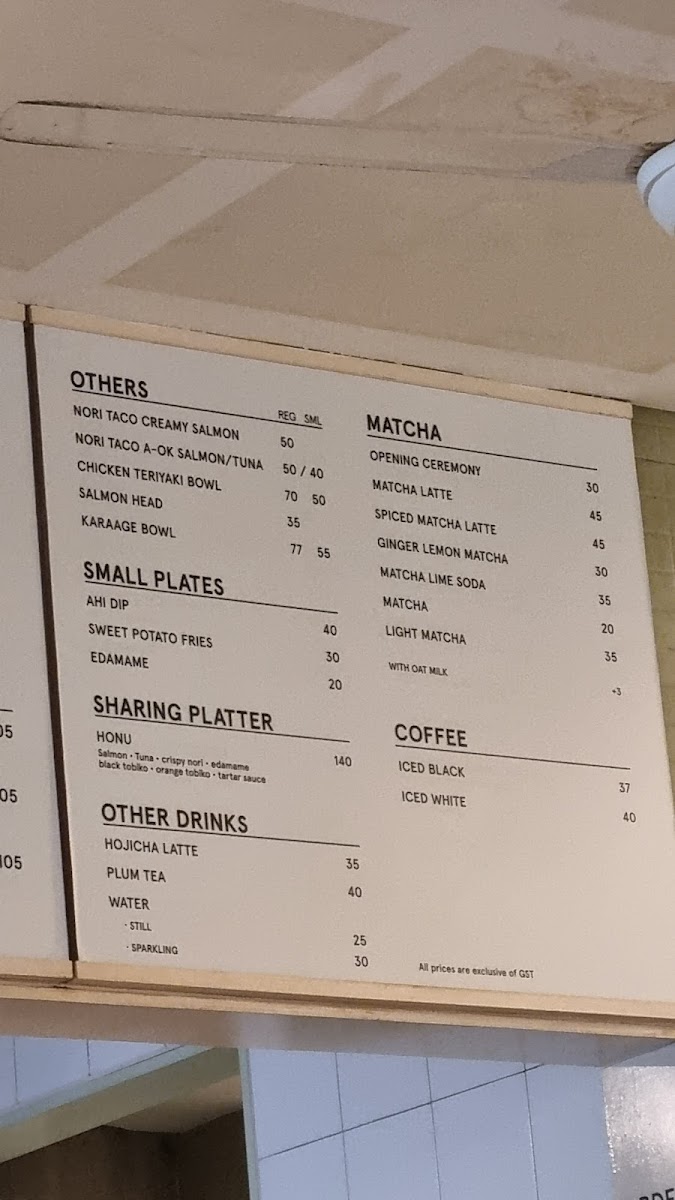 OTHERS
REG SML
NORI TACO CREAMY SALMON 50
NORI TACO A-OK SALMON/TUNA 50 / 40
CHICKEN TERIYAKI BOWL 70 50
SALMON HEAD 35
KARAAGE BOWL 77 55
SMALL PLATES
AHI DIP 40
SWEET POTATO FRIES 30
EDAMAME 20
SHARING PLATTER
HONU 140
Salmon • Tuna • crispy nori • edamame
black tobiko • orange tobiko • tartar sauce
OTHER DRINKS
HOJICHA LATTE 35
PLUM TEA 40
WATER
· STILL 25
· SPARKLING 30
MATCHA
OPENING CEREMONY 30
MATCHA LATTE 45
SPICED MATCHA LATTE 45
GINGER LEMON MATCHA 30
MATCHA LIME SODA 35
MATCHA 20
LIGHT MATCHA 35
WITH OAT MILK +3
COFFEE
ICED BLACK 37
ICED WHITE 40
All prices are exclusive of GST